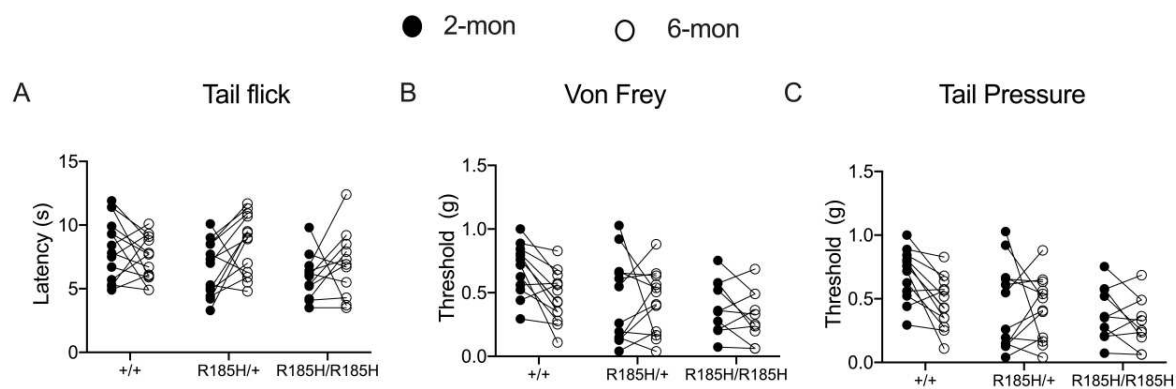 2-mon 6-mon
A Tail flick B Von Frey C Tail Pressure
Latency (s)
15
10
5
0
+/+ R185H/+ R185H/R185H
Threshold (g)
1.5
1.0
0.5
0.0
+/+ R185H/+ R185H/R185H
Threshold (g)
1.5
1.0
0.5
0.0
+/+ R185H/+ R185H/R185H